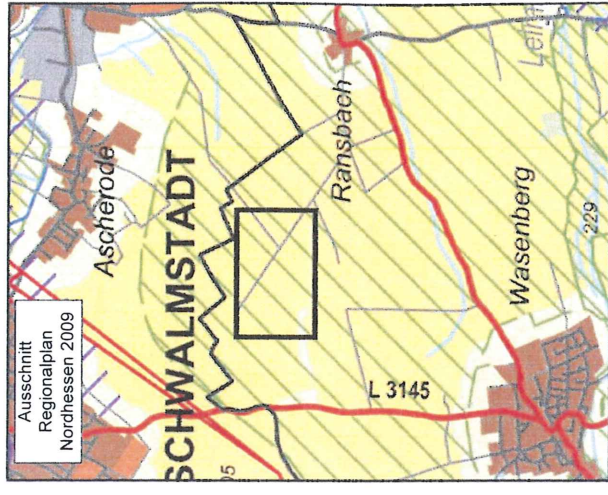 Ausschnitt
Regionalplan
Nordhessen 2009
Ascherode
SCHWALMSTADT
Ransbach
L 3145
Wasenberg
229